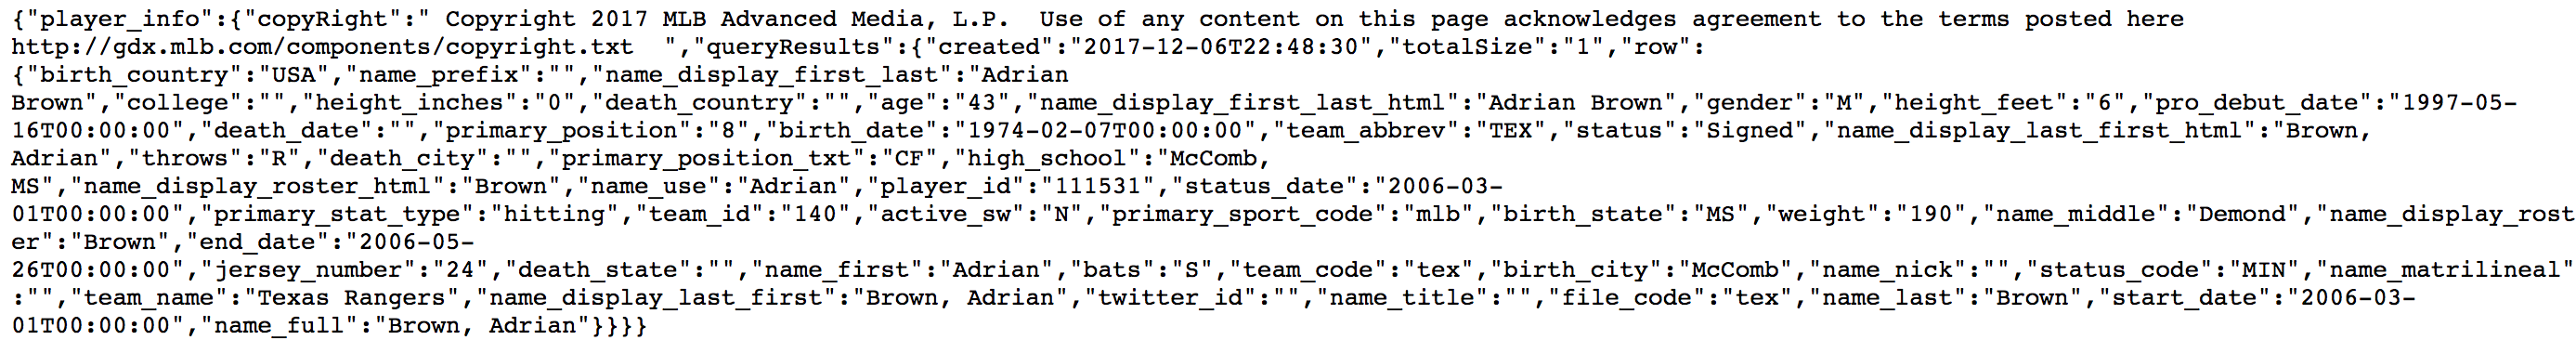 {"player_info":{"copyRight":" Copyright 2017 MLB Advanced Media, L.P.  Use of any content on this page acknowledges agreement to the terms posted here
http://gdx.mlb.com/components/copyright.txt  ","queryResults":{"created":"2017-12-06T22:48:30","totalSize":"1","row":
{"birth_country":"USA","name_prefix":"","name_display_first_last":"Adrian
Brown","college":"","height_inches":"0","death_country":"","age":"43","name_display_first_last_html":"Adrian Brown","gender":"M","height_feet":"6","pro_debut_date":"1997-05-
16T00:00:00","death_date":"","primary_position":"8","birth_date":"1974-02-07T00:00:00","team_abbrev":"TEX","status":"Signed","name_display_last_first_html":"Brown,
Adrian","throws":"R","death_city":"","primary_position_txt":"CF","high_school":"McComb,
MS","name_display_roster_html":"Brown","name_use":"Adrian","player_id":"111531","status_date":"2006-03-
01T00:00:00","primary_stat_type":"hitting","team_id":"140","active_sw":"N","primary_sport_code":"mlb","birth_state":"MS","weight":"190","name_middle":"Demond","name_display_rost
er":"Brown","end_date":"2006-05-
26T00:00:00","jersey_number":"24","death_state":"","name_first":"Adrian","bats":"S","team_code":"tex","birth_city":"McComb","name_nick":"","status_code":"MIN","name_matrilineal"
:"","team_name":"Texas Rangers","name_display_last_first":"Brown, Adrian","twitter_id":"","name_title":"","file_code":"tex","name_last":"Brown","start_date":"2006-03-
01T00:00:00","name_full":"Brown, Adrian"}}}}